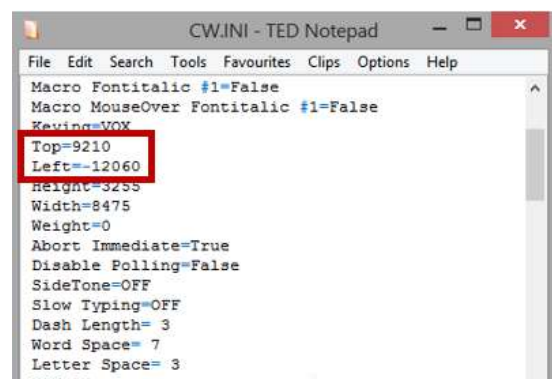 CW.INI - TED Notepad
File Edit Search Tools Favourites Clips Options Help
Macro Fontitalic #1=False
Macro MouseOver Fontitalic #1=False
Keying=VOX
Top=9210
Left=-12060
Height=3255
Width=8475
Weight=0
Abort Immediate=True
Disable Polling=False
SideTone=OFF
Slow Typing=OFF
Dash Length= 3
Word Space= 7
Letter Space= 3